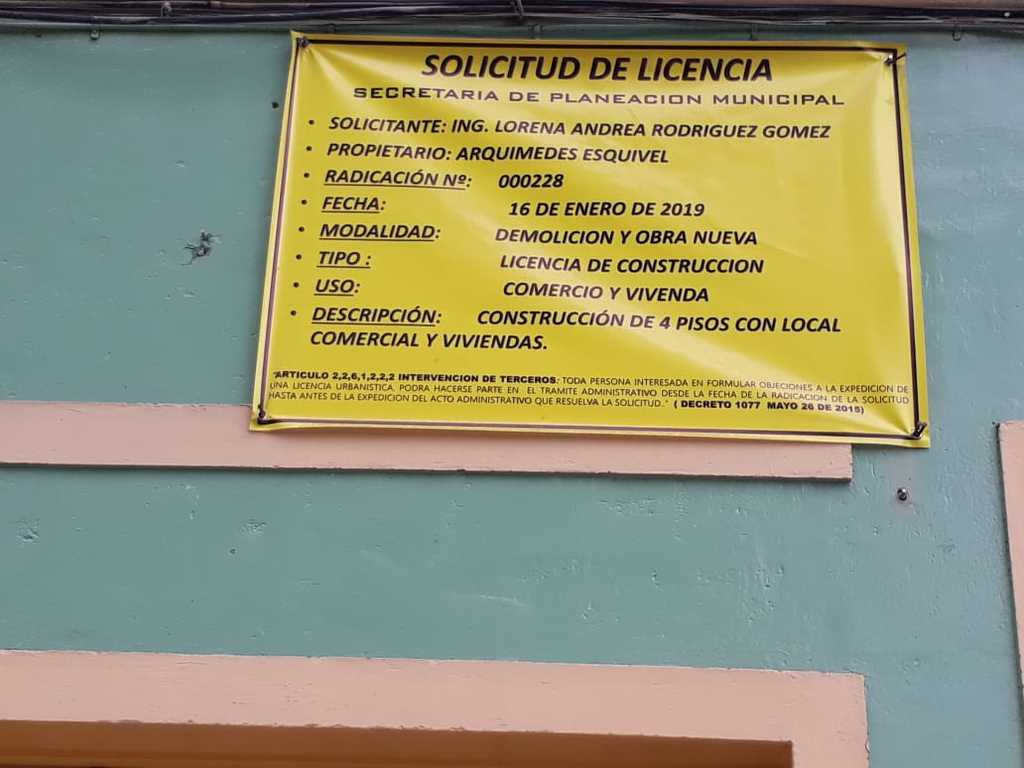 SOLICITUD DE LICENCIA
SECRETARIA DE PLANEACION MUNICIPAL
• SOLICITANTE: ING. LORENA ANDREA RODRIGUEZ GOMEZ
• PROPIETARIO: ARQUIMEDES ESQUIVEL
• RADICACIÓN Nº: 000228
• FECHA: 16 DE ENERO DE 2019
• MODALIDAD: DEMOLICION Y OBRA NUEVA
• TIPO : LICENCIA DE CONSTRUCCION
• USO: COMERCIO Y VIVENDA
• DESCRIPCIÓN: CONSTRUCCIÓN DE 4 PISOS CON LOCAL
COMERCIAL Y VIVIENDAS.
"ARTICULO 2,2,6,1,2,2,2 INTERVENCION DE TERCEROS: TODA PERSONA INTERESADA EN FORMULAR OBJECIONES A LA EXPEDICIÓN DE
UNA LICENCIA URBANISTICA, PODRA HACERSE PARTE EN EL TRAMITE ADMINISTRATIVO DESDE LA FECHA DE LA RADICACION DE LA SOLICITUD
HASTA ANTES DE LA EXPEDICION DEL ACTO ADMINISTRATIVO QUE RESUELVA LA SOLICITUD.." ( DECRETO 1077 MAYO 26 DE 2015)